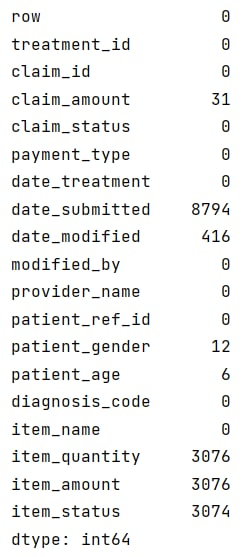 row 0
treatment_id 0
claim_id 0
claim_amount 31
claim_status 0
payment_type 0
date_treatment 0
date_submitted 8794
date_modified 416
modified_by 0
provider_name 0
patient_ref_id 0
patient_gender 12
patient_age 6
diagnosis_code 0
item_name 0
item_quantity 3076
item_amount 3076
item_status 3074
dtype: int64